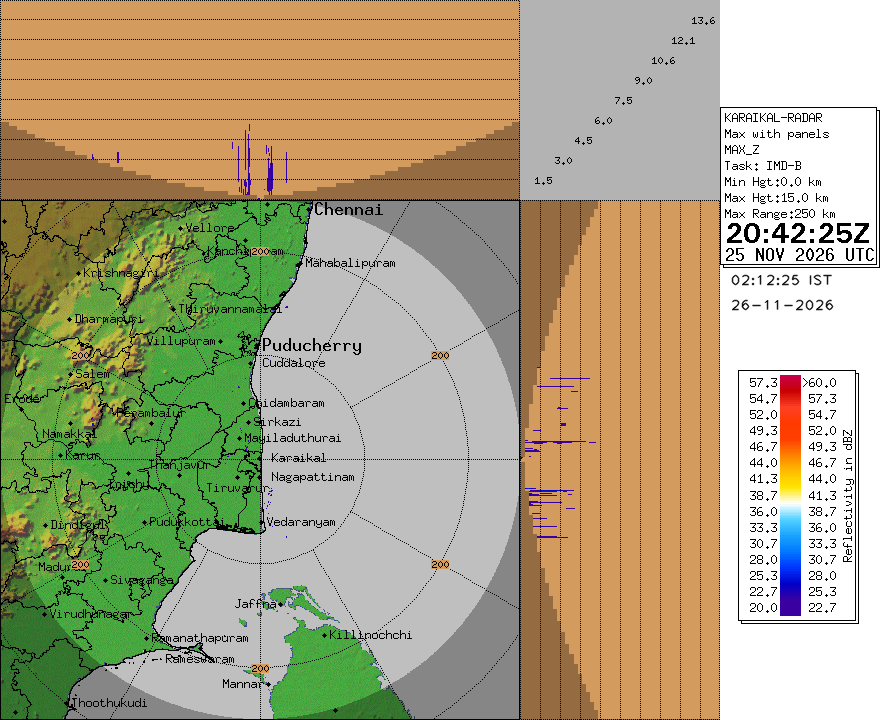 13.6
12.1
10.6
9.0
7.5
6.0
4.5
3.0
1.5
KARAIKAL-RADAR
Max with panels
MAX_Z
Task: IMD-B
Min Hgt:0.0 km
Max Hgt:15.0 km
Max Range:250 km
20:42:25Z
25 NOV 2026 UTC
02:12:25 IST
26-11-2026
Chennai
Vellore
200
Mahabalipuram
Krishnagiri
Thiruvannamalai
Dharmapuri
Villupuram
Puducherry
200
200
Cuddalore
Salem
Erode
Chidambaram
Perambalur
Sirkazi
Namakkal
Mayiladuthurai
Karur
Karaikal
Thanjavur
Nagapattinam
Tiruvarur
Dindigul
Pudukkottai
Vedaranyam
200
200
Madurai
Sivaganga
Jaffna
Virudhunagar
Killinochchi
Ramanathapuram
Rameswaram
200
Mannar
Thoothukudi
57.3 >60.0
54.7 57.3
52.0 54.7
49.3 52.0
46.7 49.3
44.0 46.7
41.3 44.0
38.7 41.3
36.0 38.7
33.3 36.0
30.7 33.3
28.0 30.7
25.3 28.0
22.7 25.3
20.0 22.7
Reflectivity in dBZ